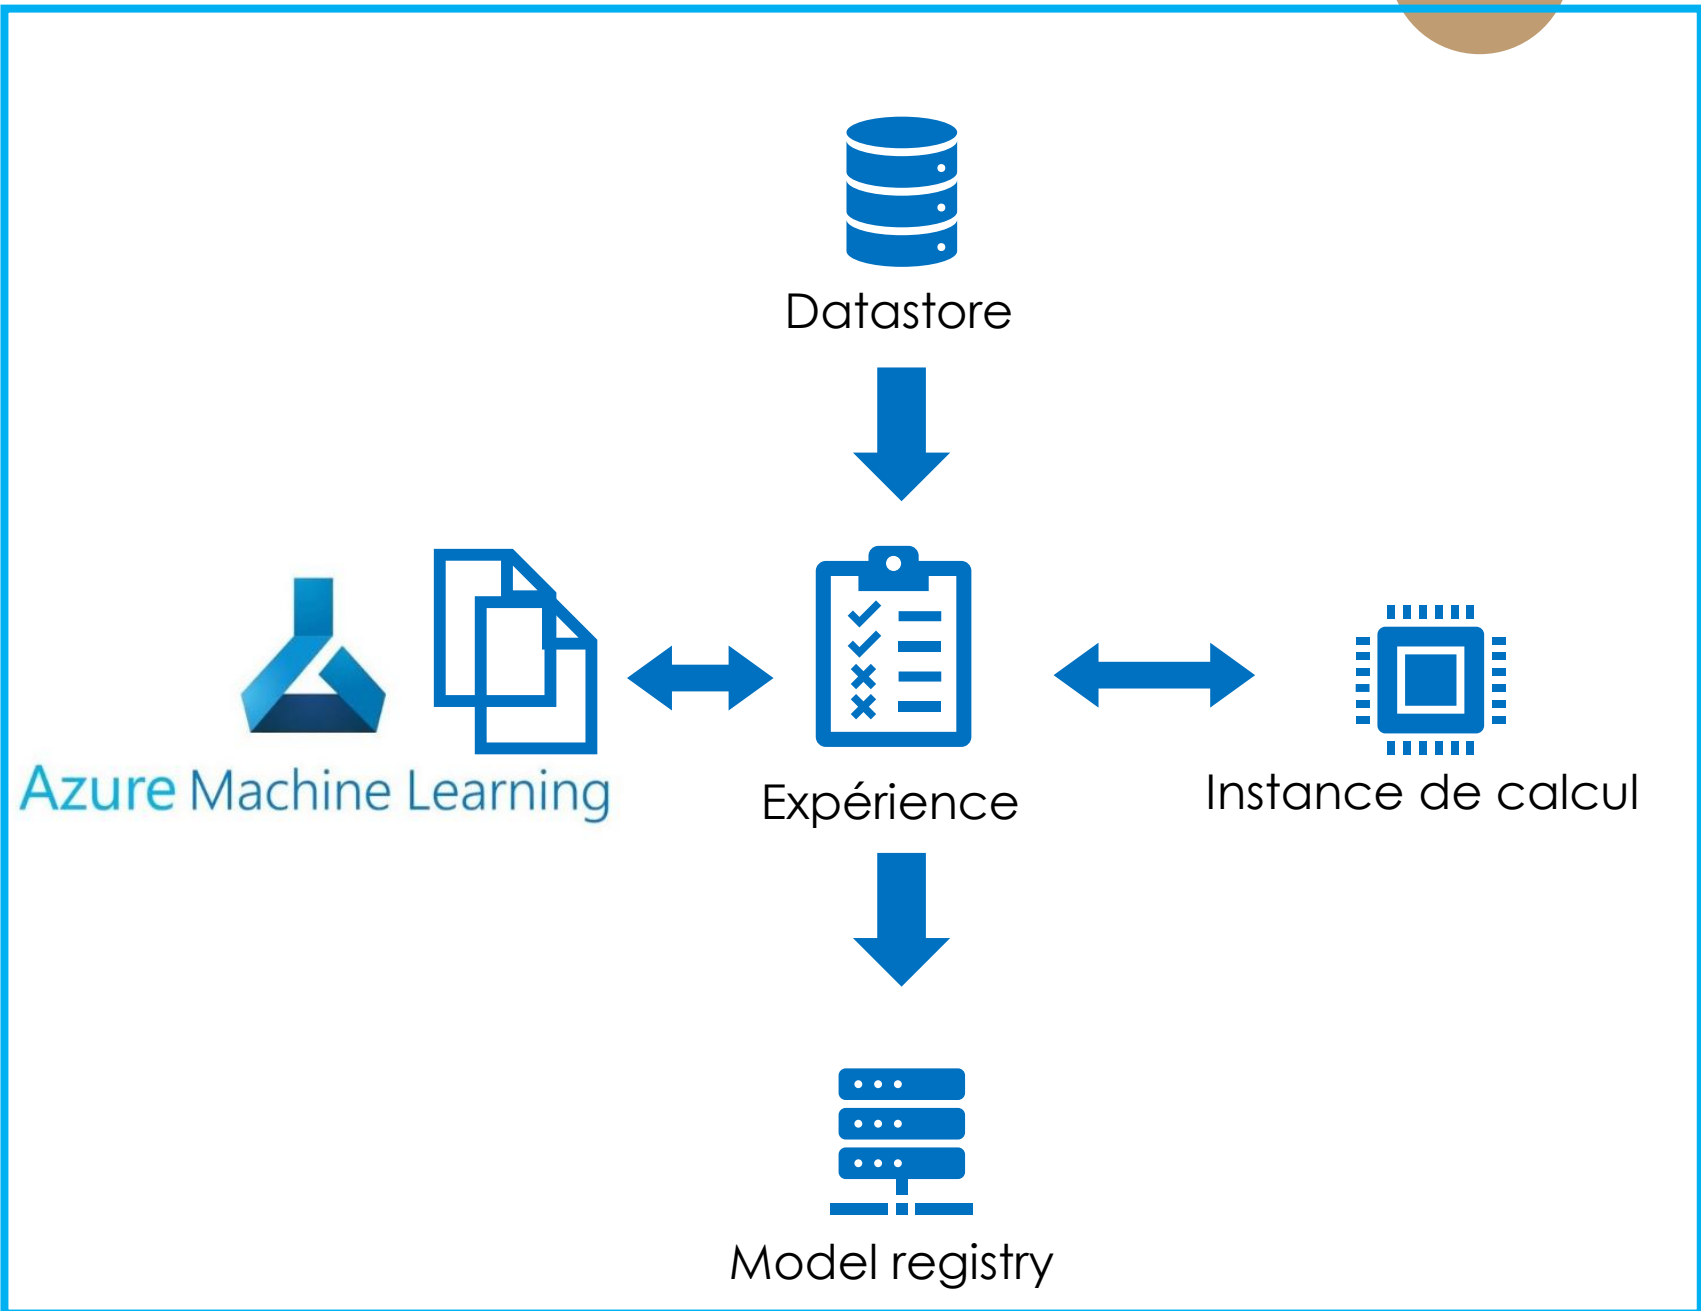 Datastore
Azure Machine Learning
Expérience
Instance de calcul
Model registry